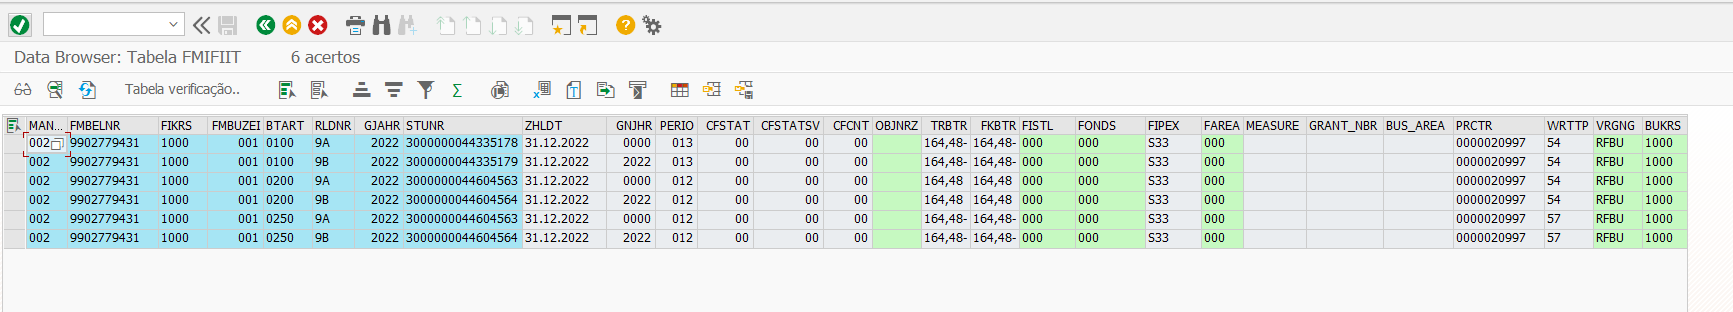 Data Browser: Tabela FMIFIIT 6 acertos
Tabela verificação..
MAN... FMBELNR FIKRS FMBUZEI BTART RLDNR GJAHR STUNR ZHLDT GNJHR PERIO CFSTAT CFSTATSV CFCNT OBJNRZ TRBTR FKBTR FISTL FONDS FIPEX FAREA MEASURE GRANT_NBR BUS_AREA PRCTR WRTTP VRGNG BUKRS
002 9902779431 1000 001 0100 9A 2022 3000000044335178 31.12.2022 0000 013 00 00 00 164,48- 164,48- 000 000 S33 000 0000020997 54 RFBU 1000
002 9902779431 1000 001 0100 9B 2022 3000000044335179 31.12.2022 2022 013 00 00 00 164,48- 164,48- 000 000 S33 000 0000020997 54 RFBU 1000
002 9902779431 1000 001 0200 9A 2022 3000000044604563 31.12.2022 0000 012 00 00 00 164,48 164,48 000 000 S33 000 0000020997 54 RFBU 1000
002 9902779431 1000 001 0200 9B 2022 3000000044604564 31.12.2022 2022 012 00 00 00 164,48 164,48 000 000 S33 000 0000020997 54 RFBU 1000
002 9902779431 1000 001 0250 9A 2022 3000000044604563 31.12.2022 0000 012 00 00 00 164,48- 164,48- 000 000 S33 000 0000020997 57 RFBU 1000
002 9902779431 1000 001 0250 9B 2022 3000000044604564 31.12.2022 2022 012 00 00 00 164,48- 164,48- 000 000 S33 000 0000020997 57 RFBU 1000